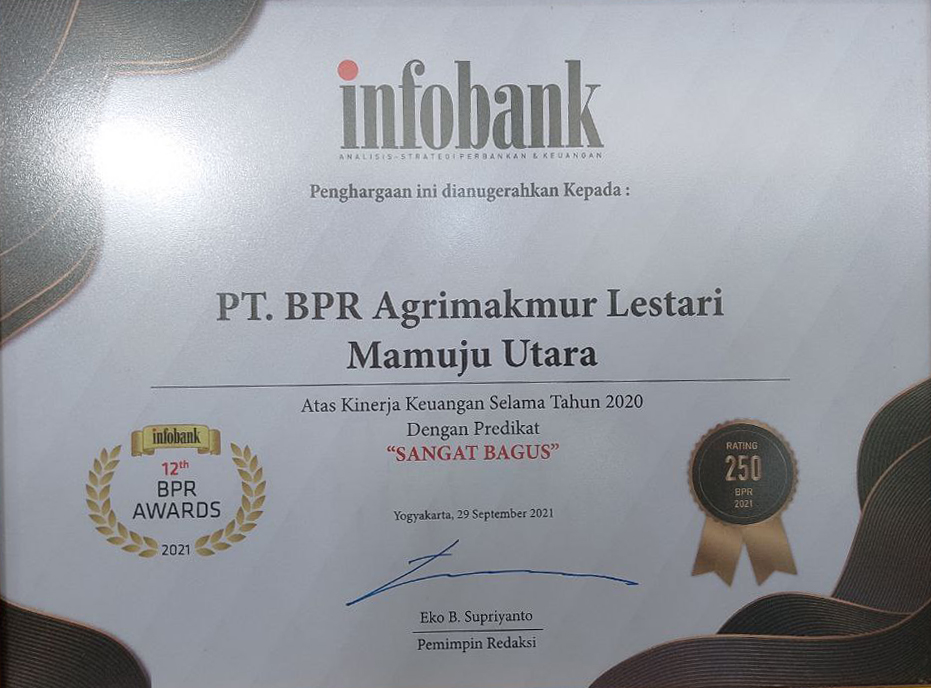 infobank
ANALISIS-STRATEGI PERBANKAN & KEUANGAN
Penghargaan ini dianugerahkan Kepada :
PT. BPR Agrimakmur Lestari
Mamuju Utara
Atas Kinerja Keuangan Selama Tahun 2020
Dengan Predikat
“SANGAT BAGUS”
infobank
12th
BPR
AWARDS
2021
RATING
250
BPR
2021
Yogyakarta, 29 September 2021
Eko B. Supriyanto
Pemimpin Redaksi